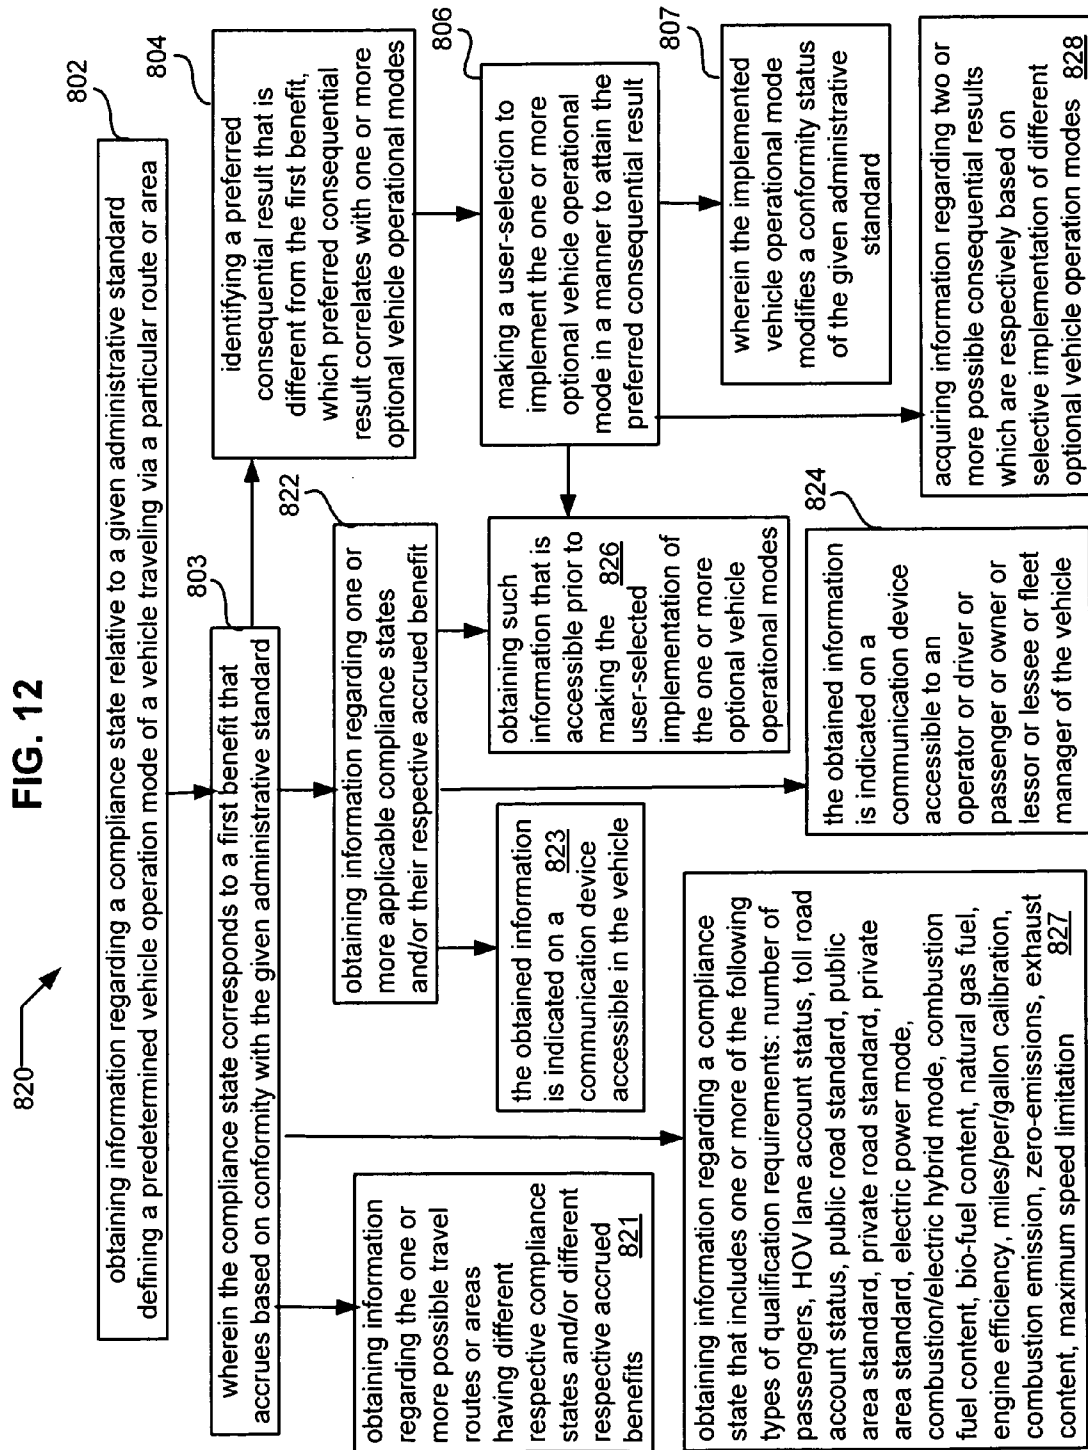 FIG. 12
820
802
obtaining information regarding a compliance state relative to a given administrative standard
defining a predetermined vehicle operation mode of a vehicle traveling via a particular route or area
803
wherein the compliance state corresponds to a first benefit that
accrues based on conformity with the given administrative standard
804
identifying a preferred
consequential result that is
different from the first benefit,
which preferred consequential
result correlates with one or more
optional vehicle operational modes
822
obtaining information regarding one or
more applicable compliance states
and/or their respective accrued benefit
806
making a user-selection to
implement the one or more
optional vehicle operational
mode in a manner to attain the
preferred consequential result
807
wherein the implemented
vehicle operational mode
modifies a conformity status
of the given administrative
standard
obtaining information
regarding the one or
more possible travel
routes or areas
having different
respective compliance
states and/or different
respective accrued
benefits 821
the obtained information
is indicated on a 823
communication device
accessible in the vehicle
obtaining such
information that is
accessible prior to
making the 826
user-selected
implementation of
the one or more
optional vehicle
operational modes
824
the obtained information
is indicated on a
communication device
accessible to an
operator or driver or
passenger or owner or
lessor or lessee or fleet
manager of the vehicle
obtaining information regarding a compliance
state that includes one or more of the following
types of qualification requirements: number of
passengers, HOV lane account status, toll road
account status, public road standard, public
area standard, private road standard, private
area standard, electric power mode,
combustion/electric hybrid mode, combustion
fuel content, bio-fuel content, natural gas fuel,
engine efficiency, miles/per/gallon calibration,
combustion emission, zero-emissions, exhaust
content, maximum speed limitation 827
acquiring information regarding two or
more possible consequential results
which are respectively based on
selective implementation of different
optional vehicle operation modes 828